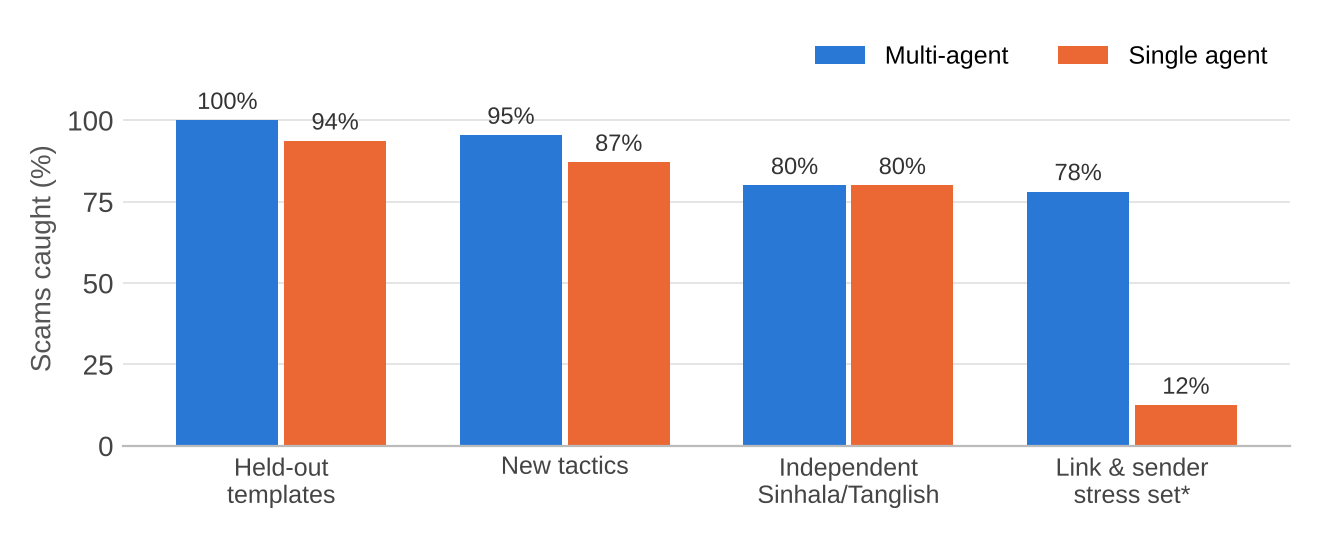 Multi-agent Single agent
Scams caught (%)
100
75
50
25
0
100% 94%
95% 87%
80% 80%
78% 12%
Held-out
templates
New tactics
Independent
Sinhala/Tanglish
Link & sender
stress set*